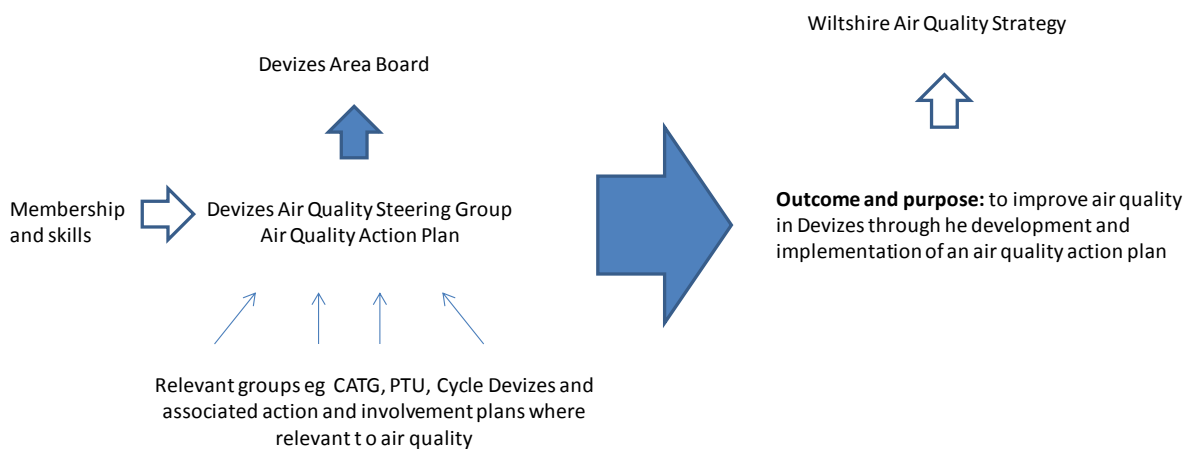 Wiltshire Air Quality Strategy
Devizes Area Board
Membership
and skills
Devizes Air Quality Steering Group
Air Quality Action Plan
Outcome and purpose: to improve air quality
in Devizes through he development and
implementation of an air quality action plan
Relevant groups eg CATG, PTU, Cycle Devizes and
associated action and involvement plans where
relevant t o air quality